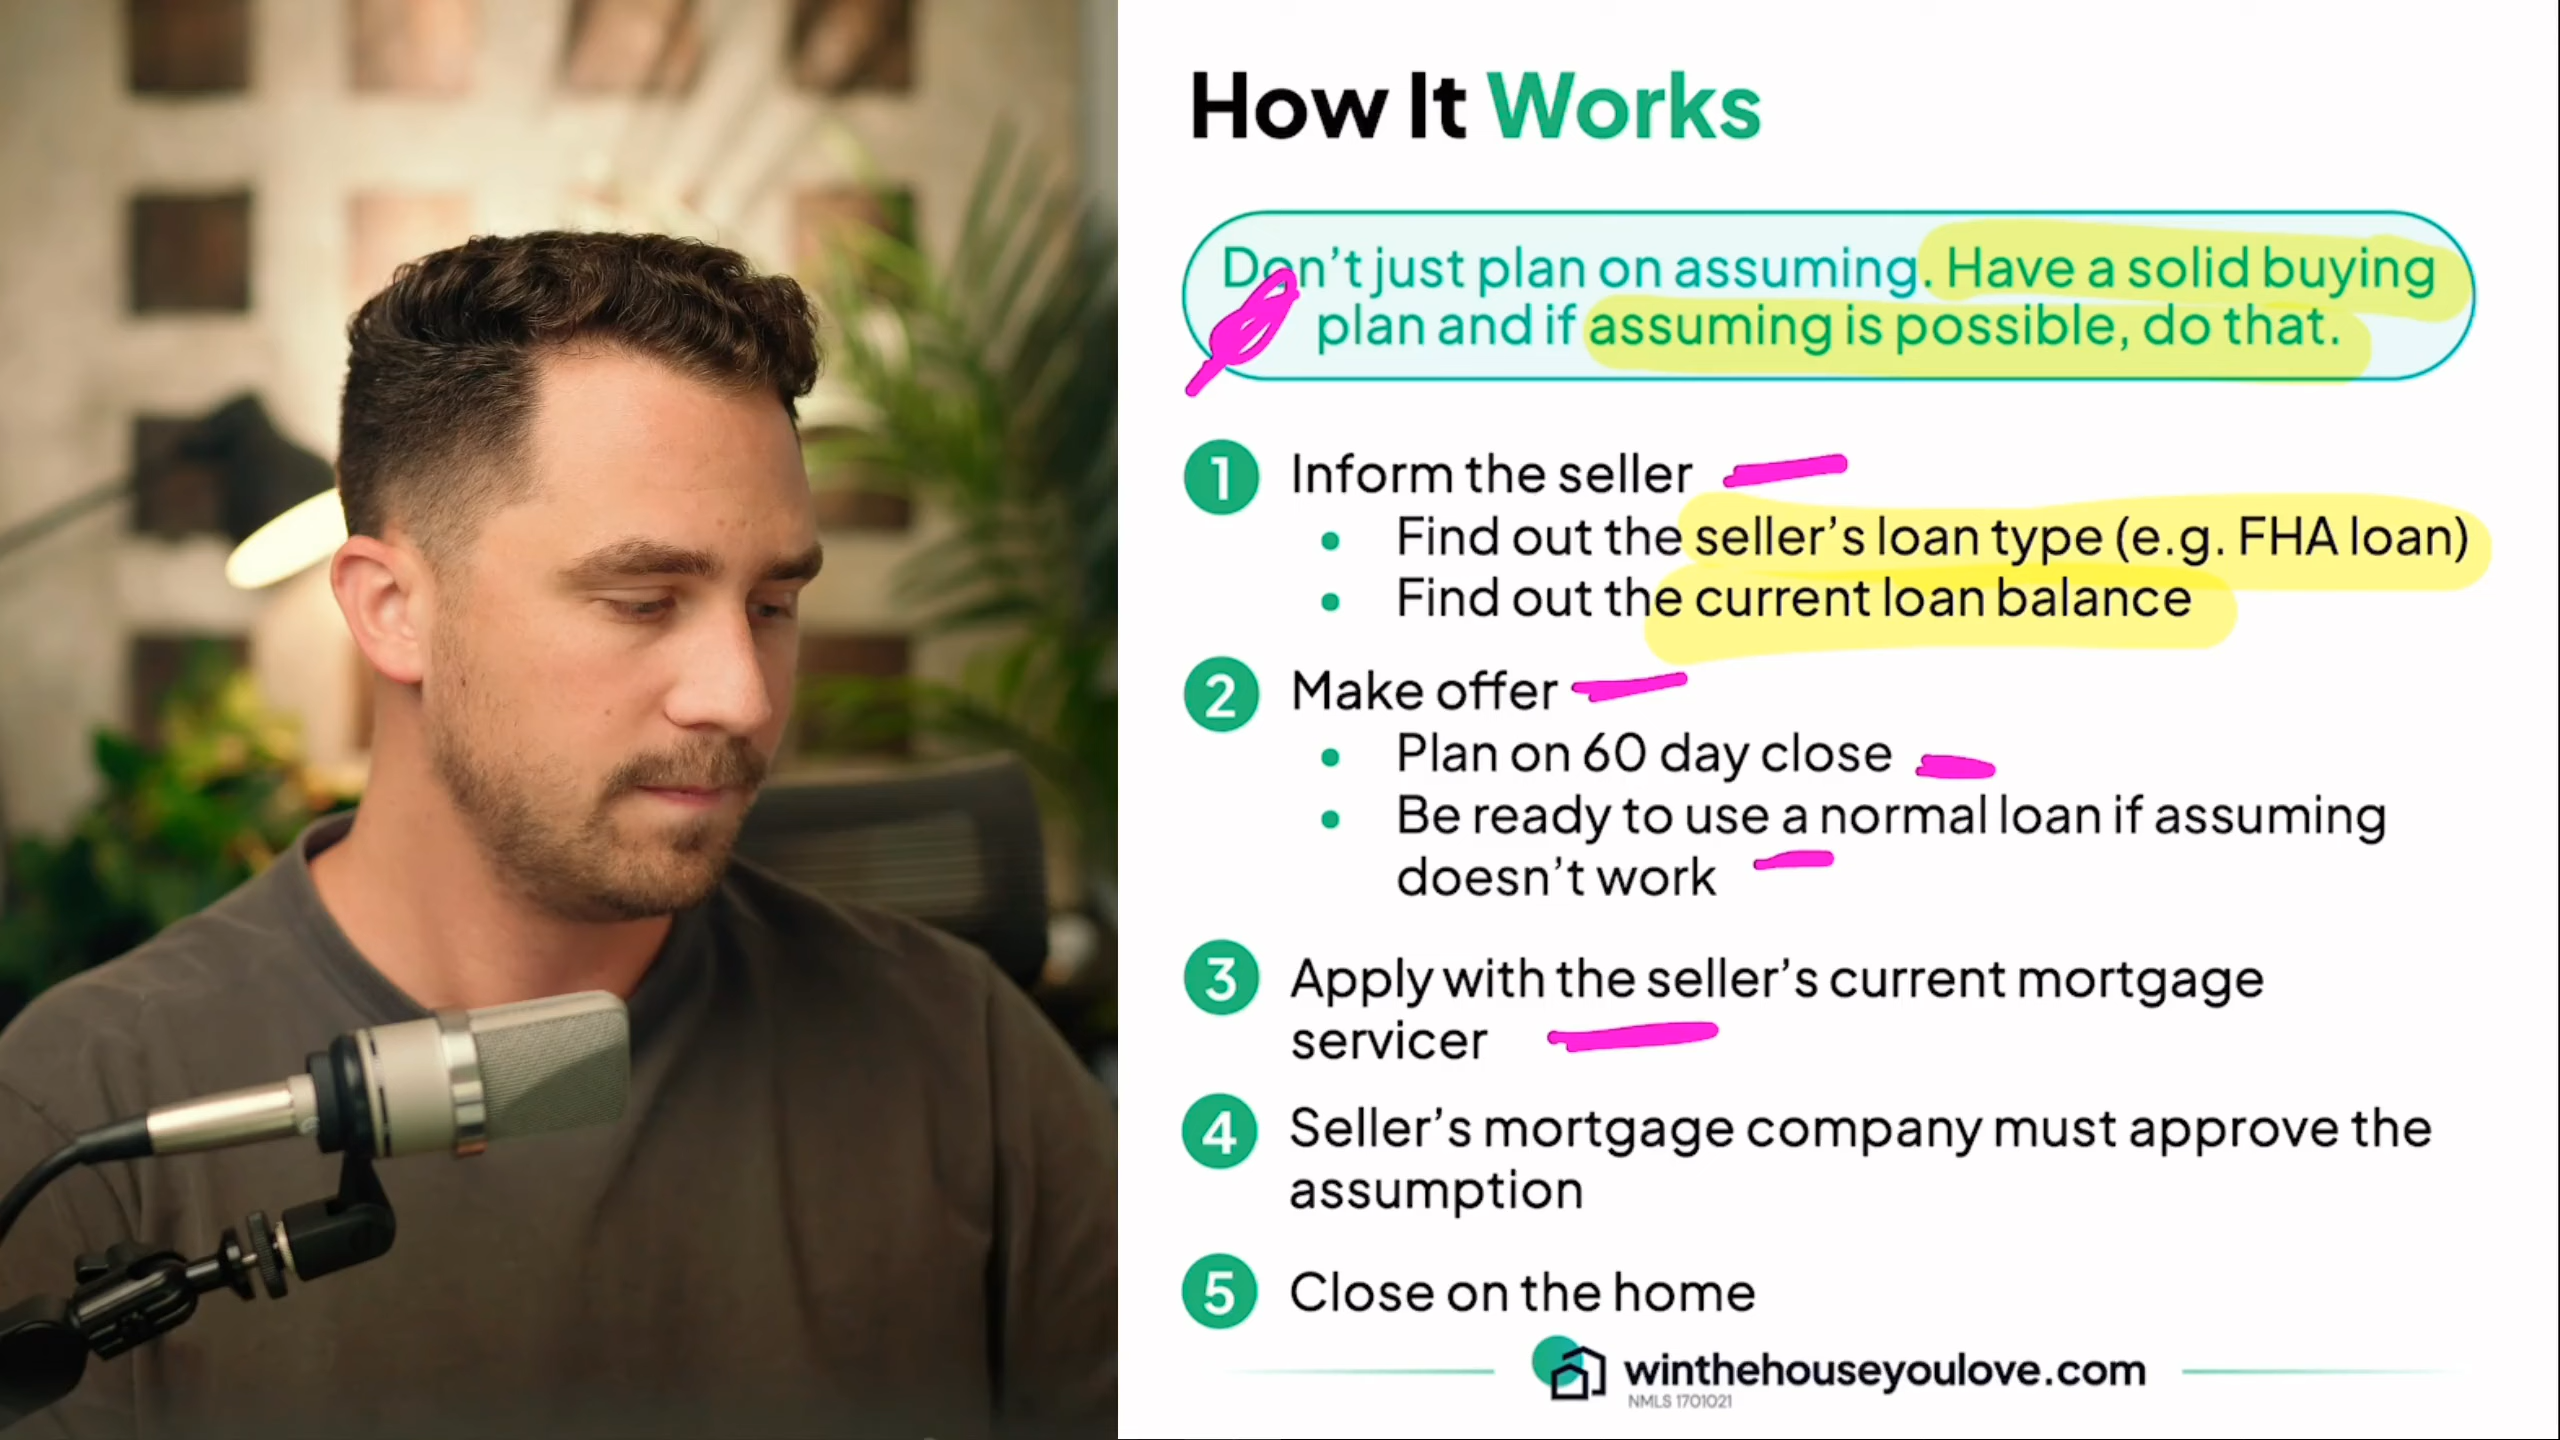 How It Works
Don't just plan on assuming. Have a solid buying
plan and if assuming is possible, do that.
1 Inform the seller
• Find out the seller's loan type (e.g. FHA loan)
• Find out the current loan balance
2 Make offer
• Plan on 60 day close
• Be ready to use a normal loan if assuming
doesn't work
3 Apply with the seller's current mortgage
servicer
4 Seller's mortgage company must approve the
assumption
5 Close on the home
winthehouseyoulove.com
NMLS 1701021